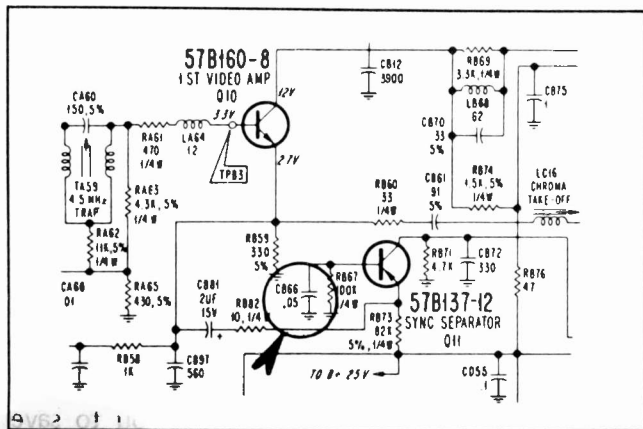 57B160-8
1ST VIDEO AMP
Q10
12V
3.3V
2.7V
TPB3
CA60
150,5%
RA61
470
1/4W
LA64
12
TA59
4.5 MHz
TRAP
RAE3
4.3K,5%
1/4W
RA62
11K,5%
1/4W
CA68
01
RA65
430,5%
CB12
3900
RB69
3.3K,1/4W
LB68
62
CB70
33
5%
CB75
.1
RB74
1.5K,5%
1/4W
LC16
CHROMA
TAKE-OFF
RB60
33
1/4W
CB61
91
5%
RB59
330
5%
CB66
.05
RB67
100K
1/4W
RB71
4.7K
CB72
330
RB76
47
57B137-12
SYNC SEPARATOR
Q11
CB81
2UF
15V
+
RB82
10,1/4
RB73
82K
5%,1/4W
RB58
1K
CB97
560
TO B+ 25V
CD55
.1